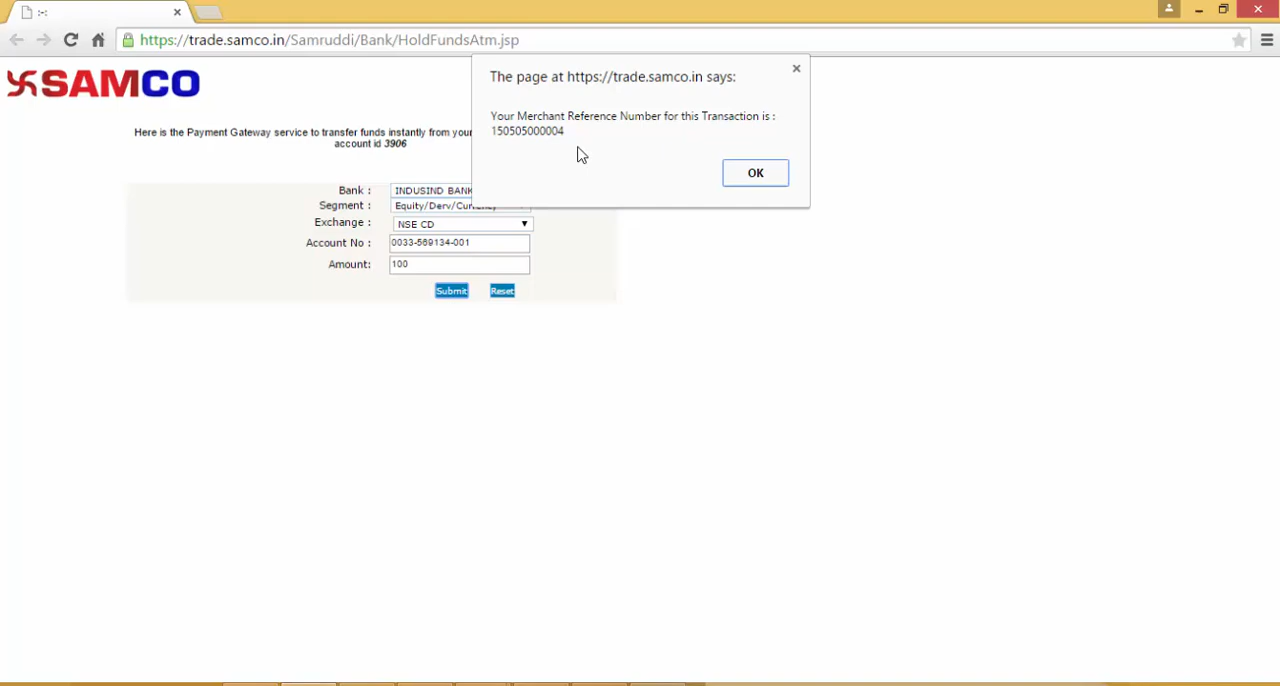 :-:
https://trade.samco.in/Samruddi/Bank/HoldFundsAtm.jsp
SAMCO
The page at https://trade.samco.in says:
Your Merchant Reference Number for this Transaction is :
150505000004
OK
Here is the Payment Gateway service to transfer funds instantly from your
account id 3906
Bank : INDUSIND BANK
Segment : Equity/Derv/Currency
Exchange : NSE CD
Account No : 0033-569134-001
Amount: 100
Submit Reset